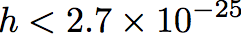 h < 2.7 × 10⁻²⁵